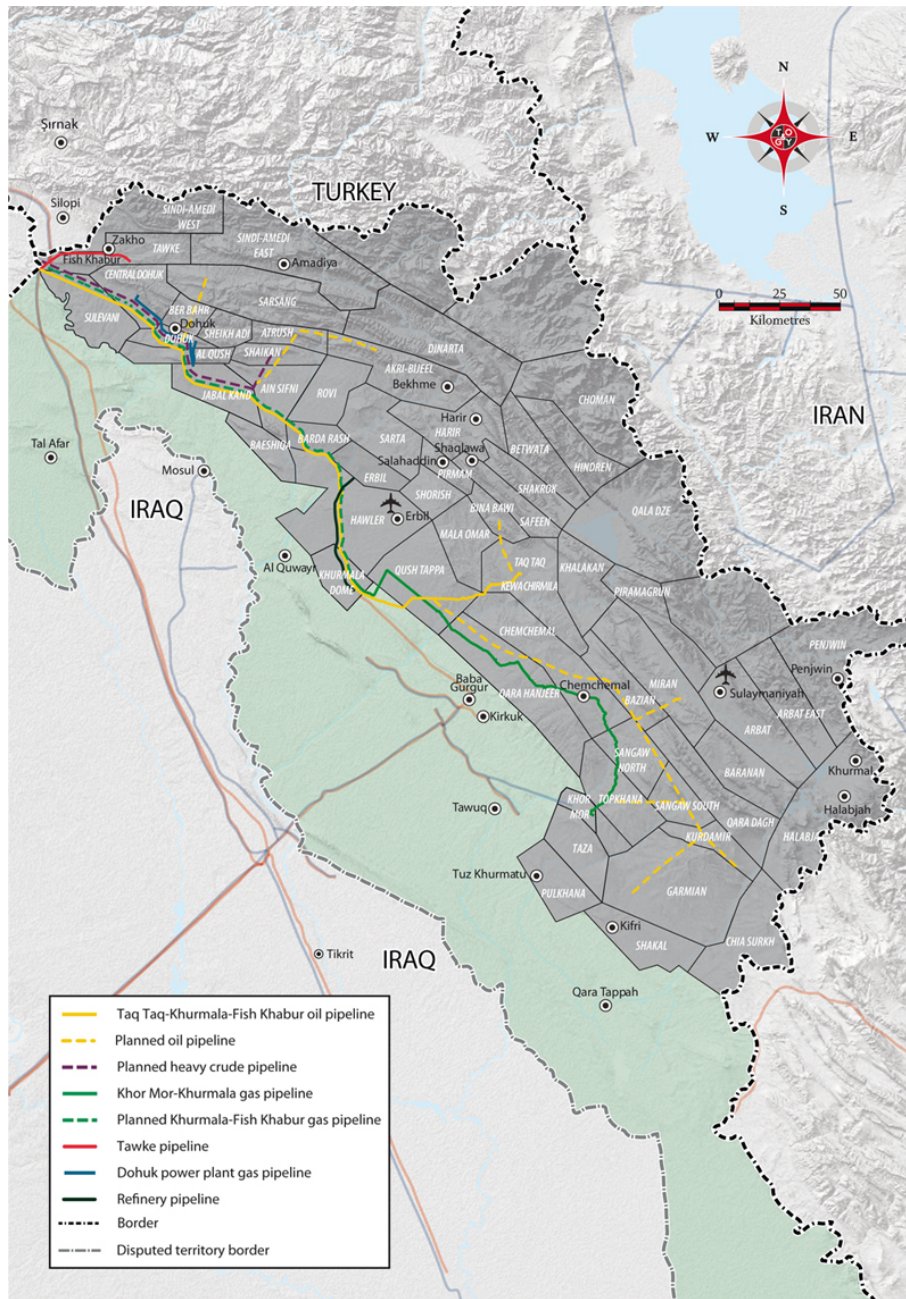 Şırnak
N
T O
G Y
W
E
S
TURKEY
Silopi
SINDI-AMEDI
WEST
Zakho
TAWKE
SINDI-AMEDI
EAST
Fish Khabur
CENTRAL DOHUK
Amadiya
0
25
50
Kilometres
SARSANG
BER BAHR
SULEVANI
Dohuk
DOHUK
SHEIKH ADI
ATRUSH
AL QUSH
SHAIKAN
DINARTA
AKRI-BIJEEL
Bekhme
AIN SIFNI
ROVI
JABAL KAND
CHOMAN
IRAN
Harir
HARIR
BAESHIQA
BARDA RASH
SARTA
BETWATA
Tal Afar
Mosul
Salahaddin
Shaqlawa
PIRMAM
HINDREN
ERBIL
SHAKROK
IRAQ
SHORISH
QALA DZE
BINA BAWI
SAFEEN
HAWLER
Erbil
MALA OMAR
Al Quwayr
KHURMALA
DOME
QUSH TAPPA
TAQ TAQ
KHALAKAN
KEWA CHIRMILA
PIRAMAGRUN
CHEMCHEMAL
PENJWIN
Penjwin
MIRAN
Baba
Gurgur
QARA HANJEER
Chemchemal
BAZIAN
Sulaymaniyah
ARBAT EAST
ARBAT
Kirkuk
SANGAW
NORTH
BARANAN
Khurmal
Halabjah
Tawuq
KHOR
MOR
TOPKHANA
SANGAW SOUTH
QARA DAGH
KURDAMIR
HALABJA
TAZA
Tuz Khurmatu
PULKHANA
GARMIAN
Kifri
SHAKAL
CHIA SURKH
Tikrit
IRAQ
Qara Tappah
Taq Taq-Khurmala-Fish Khabur oil pipeline
Planned oil pipeline
Planned heavy crude pipeline
Khor Mor-Khurmala gas pipeline
Planned Khurmala-Fish Khabur gas pipeline
Tawke pipeline
Dohuk power plant gas pipeline
Refinery pipeline
Border
Disputed territory border